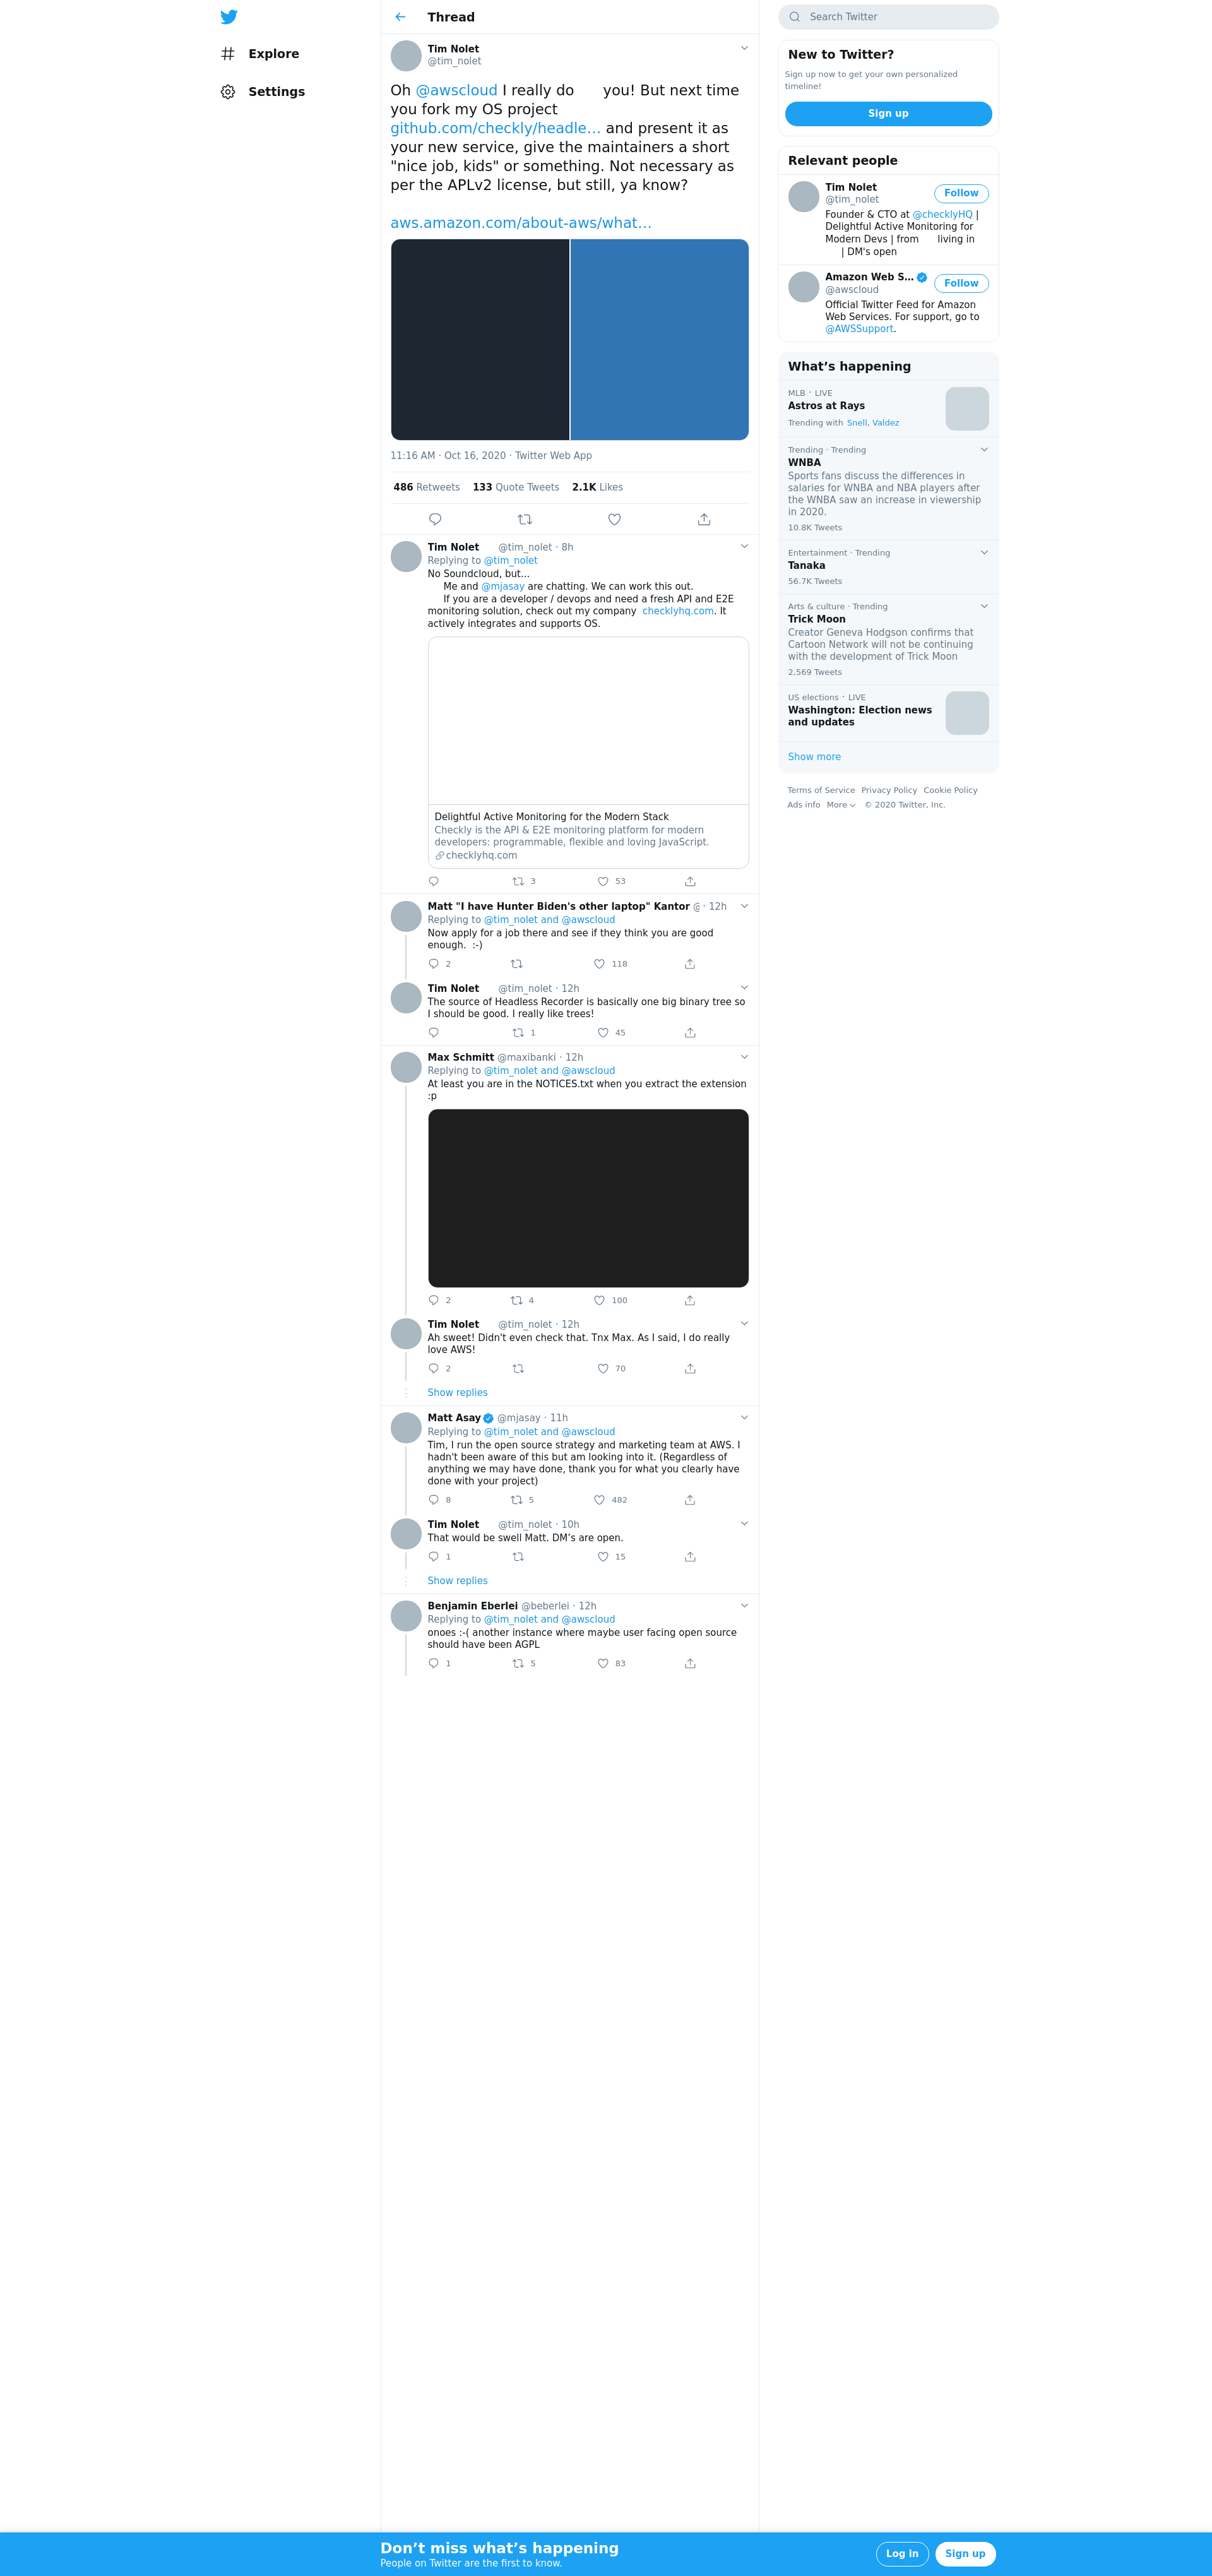 Explore
Settings
Thread
Tim Nolet
@tim_nolet
Oh @awscloud I really do you! But next time
you fork my OS project
github.com/checkly/headle… and present it as
your new service, give the maintainers a short
"nice job, kids" or something. Not necessary as
per the APLv2 license, but still, ya know?
aws.amazon.com/about-aws/what…
11:16 AM · Oct 16, 2020 · Twitter Web App
486 Retweets 133 Quote Tweets 2.1K Likes
Tim Nolet @tim_nolet · 8h
Replying to @tim_nolet
No Soundcloud, but…
Me and @mjasay are chatting. We can work this out.
If you are a developer / devops and need a fresh API and E2E
monitoring solution, check out my company checklyhq.com. It
actively integrates and supports OS.
Delightful Active Monitoring for the Modern Stack
Checkly is the API & E2E monitoring platform for modern
developers: programmable, flexible and loving JavaScript.
checklyhq.com
3 53
Matt "I have Hunter Biden's other laptop" Kantor @ · 12h
Replying to @tim_nolet and @awscloud
Now apply for a job there and see if they think you are good
enough. :-)
2 118
Tim Nolet @tim_nolet · 12h
The source of Headless Recorder is basically one big binary tree so
I should be good. I really like trees!
1 45
Max Schmitt @maxibanki · 12h
Replying to @tim_nolet and @awscloud
At least you are in the NOTICES.txt when you extract the extension
:p
2 4 100
Tim Nolet @tim_nolet · 12h
Ah sweet! Didn't even check that. Tnx Max. As I said, I do really
love AWS!
2 70
Show replies
Matt Asay @mjasay · 11h
Replying to @tim_nolet and @awscloud
Tim, I run the open source strategy and marketing team at AWS. I
hadn't been aware of this but am looking into it. (Regardless of
anything we may have done, thank you for what you clearly have
done with your project)
8 5 482
Tim Nolet @tim_nolet · 10h
That would be swell Matt. DM's are open.
1 15
Show replies
Benjamin Eberlei @beberlei · 12h
Replying to @tim_nolet and @awscloud
onoes :-( another instance where maybe user facing open source
should have been AGPL
1 5 83
Search Twitter
New to Twitter?
Sign up now to get your own personalized
timeline!
Sign up
Relevant people
Tim Nolet
@tim_nolet
Follow
Founder & CTO at @checklyHQ |
Delightful Active Monitoring for
Modern Devs | from living in
| DM's open
Amazon Web S…
@awscloud
Follow
Official Twitter Feed for Amazon
Web Services. For support, go to
@AWSSupport.
What's happening
MLB · LIVE
Astros at Rays
Trending with Snell, Valdez
Trending · Trending
WNBA
Sports fans discuss the differences in
salaries for WNBA and NBA players after
the WNBA saw an increase in viewership
in 2020.
10.8K Tweets
Entertainment · Trending
Tanaka
56.7K Tweets
Arts & culture · Trending
Trick Moon
Creator Geneva Hodgson confirms that
Cartoon Network will not be continuing
with the development of Trick Moon
2,569 Tweets
US elections · LIVE
Washington: Election news
and updates
Show more
Terms of Service Privacy Policy Cookie Policy
Ads info More © 2020 Twitter, Inc.
Don't miss what's happening
People on Twitter are the first to know.
Log in
Sign up